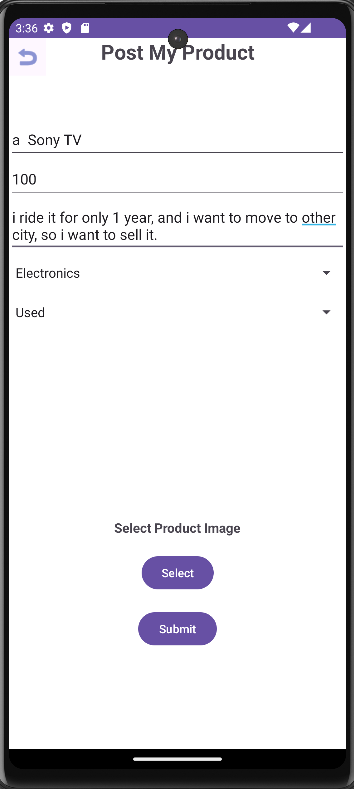 3:36
Post My Product
a  Sony TV
100
i ride it for only 1 year, and i want to move to other
city, so i want to sell it.
Electronics
Used
Select Product Image
Select
Submit